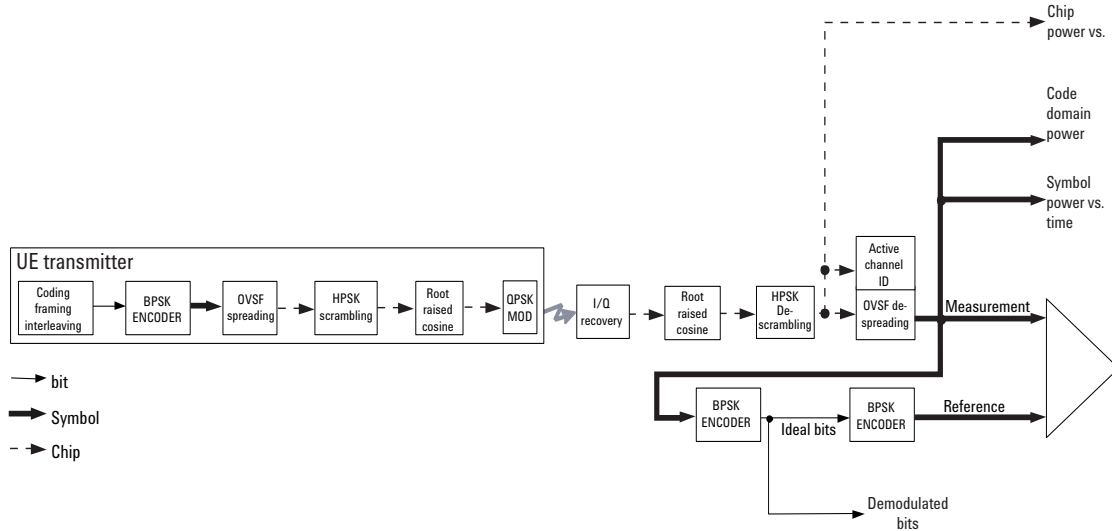 Chip
power vs.
Code
domain
power
Symbol
power vs.
time
UE transmitter
Coding
framing
interleaving
BPSK
ENCODER
OVSF
spreading
HPSK
scrambling
Root
raised
cosine
QPSK
MOD
I/Q
recovery
Root
raised
cosine
HPSK
De-
scrambling
Active
channel
ID
OVSF de-
spreading
Measurement
bit
Symbol
Chip
BPSK
ENCODER
Ideal bits
BPSK
ENCODER
Reference
Demodulated
bits